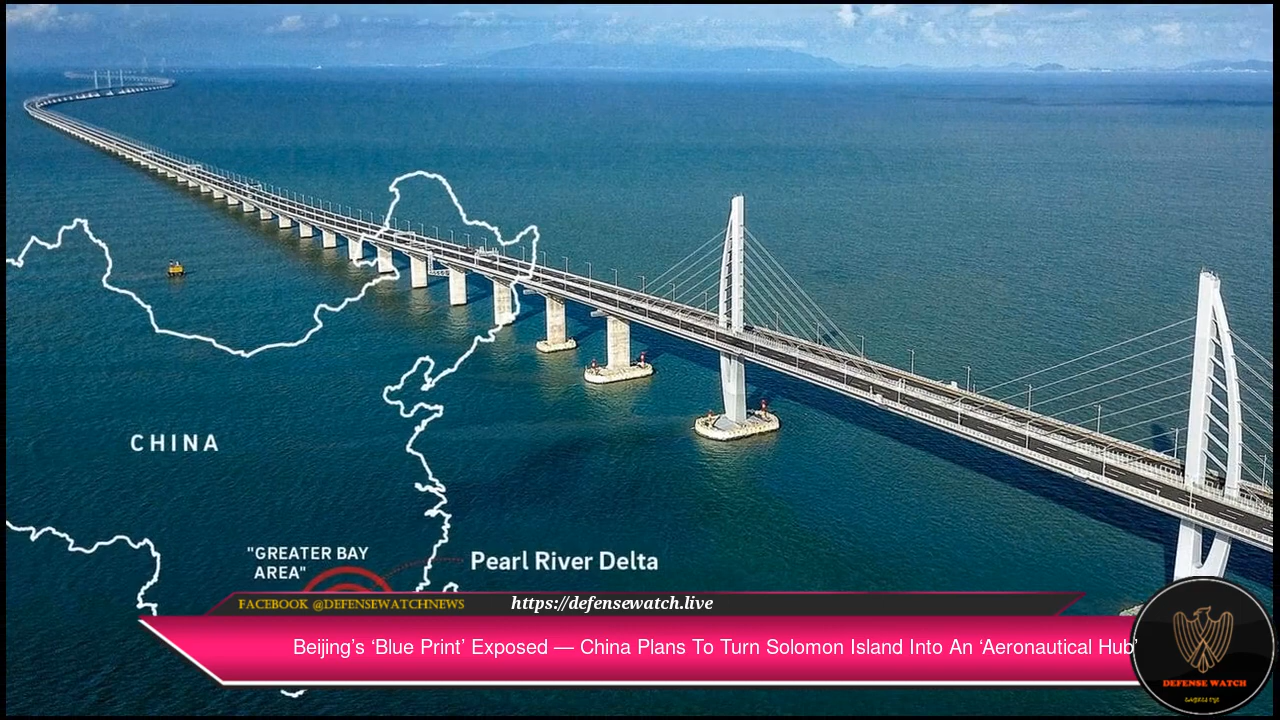 CHINA
"GREATER BAY
AREA"
Pearl River Delta
FACEBOOK @DEFENSEWATCHNEWS
https://defensewatch.live
Beijing's ‘Blue Print’ Exposed — China Plans To Turn Solomon Island Into An ‘Aeronautical Hub’
DEFENSE WATCH